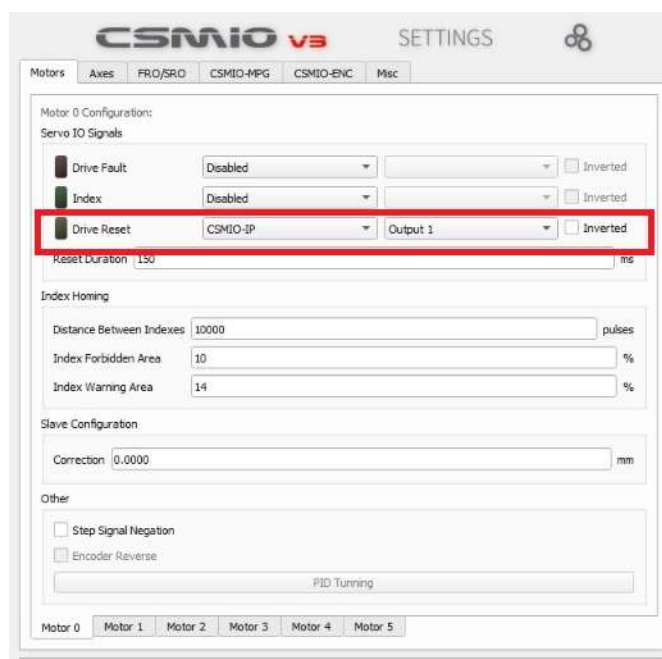 CSMIO V3 SETTINGS
Motors Axes FRO/SRO CSMIO-MPG CSMIO-ENC Misc
Motor 0 Configuration:
Servo IO Signals
Drive Fault Disabled Inverted
Index Disabled Inverted
Drive Reset CSMIO-IP Output 1 Inverted
Reset Duration 150 ms
Index Homing
Distance Between Indexes 10000 pulses
Index Forbidden Area 10 %
Index Warning Area 14 %
Slave Configuration
Correction 0.0000 mm
Other
Step Signal Negation
Encoder Reverse
PID Tunning
Motor 0 Motor 1 Motor 2 Motor 3 Motor 4 Motor 5